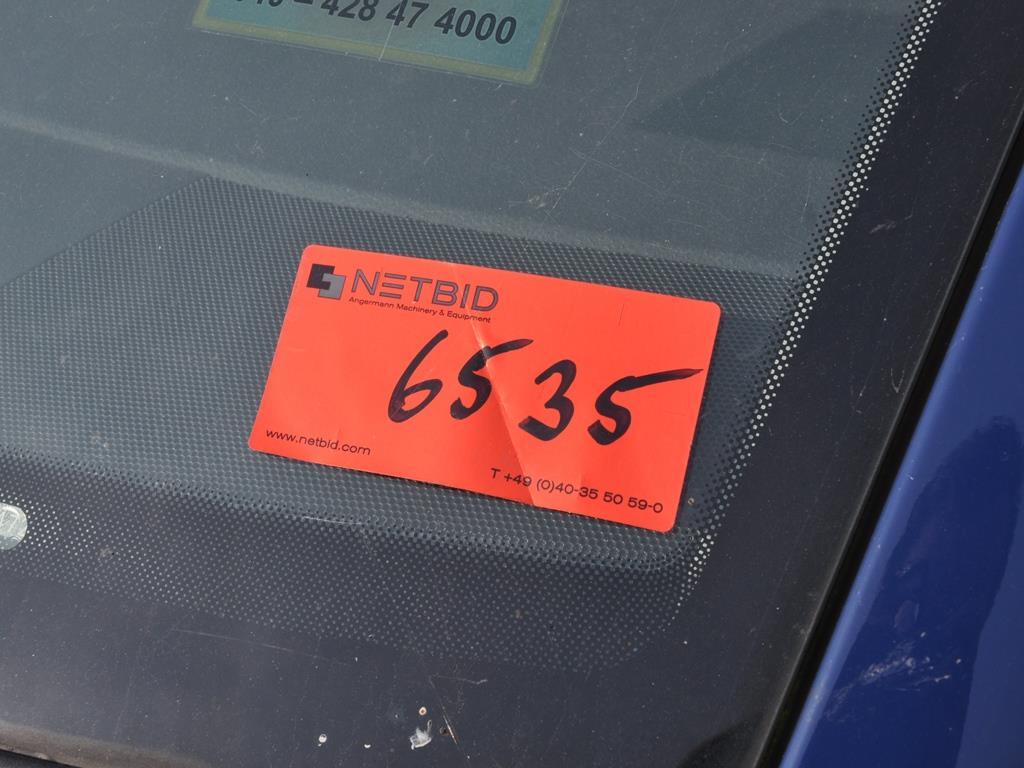 – 428 47 4000
NETBID
Angermann Machinery & Equipment
6535
www.netbid.com
T +49 (0)40-35 50 59-0